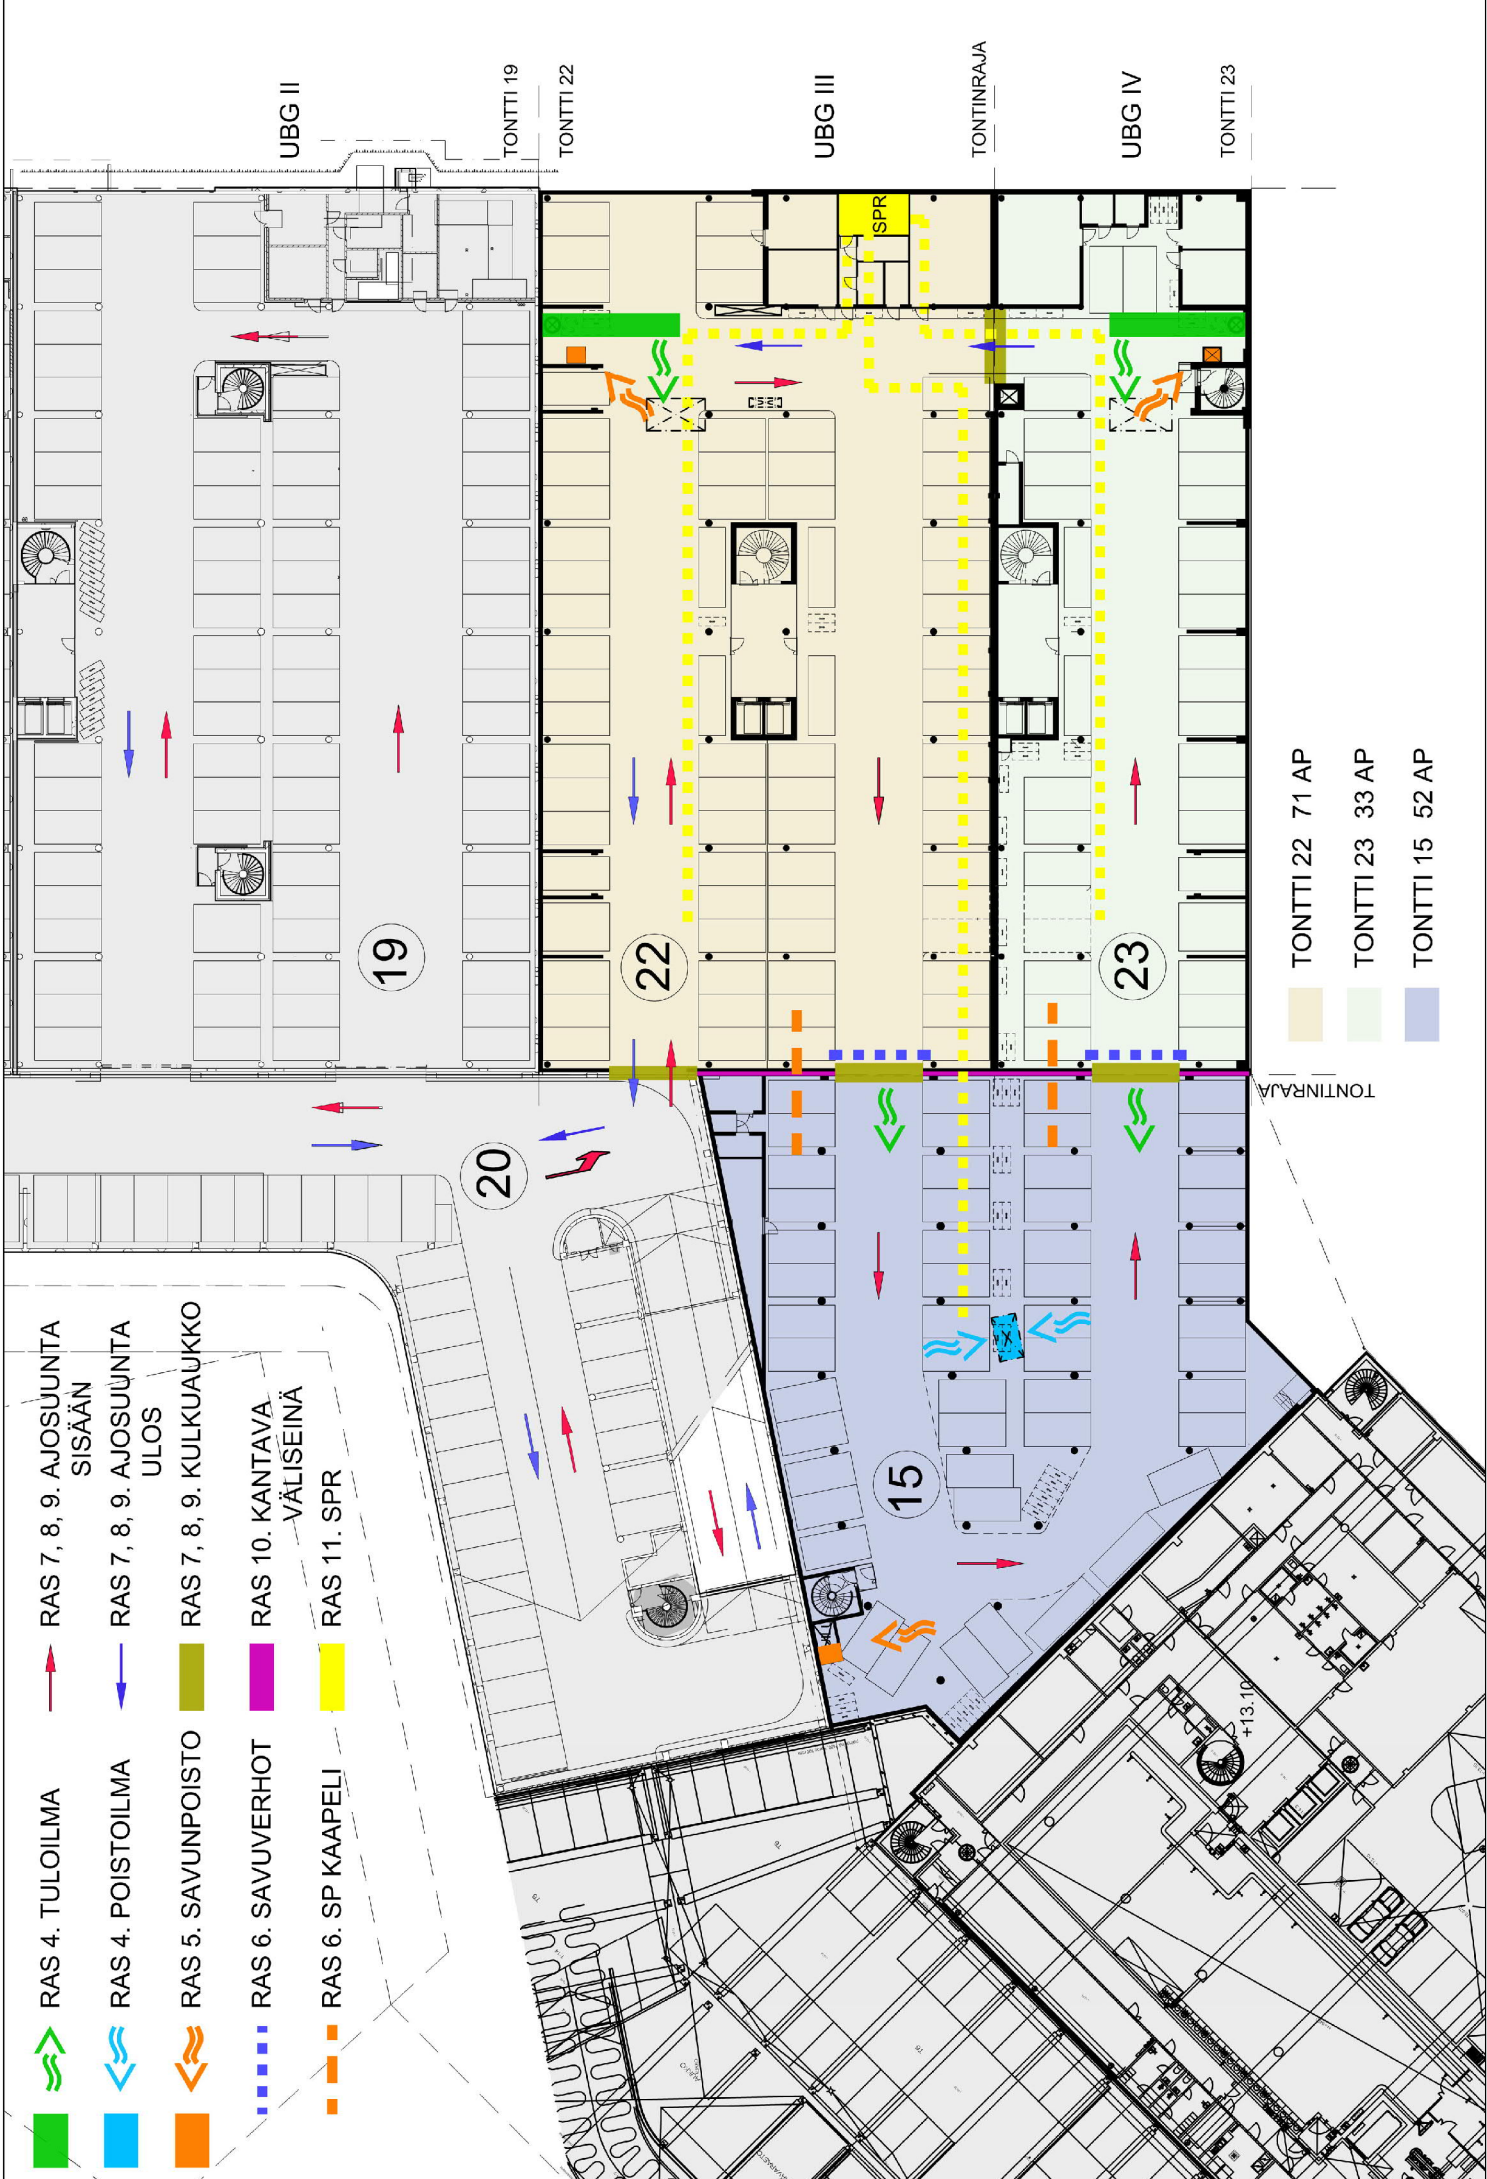 RAS 4. TULOILMA
RAS 4. POISTOILMA
RAS 5. SAVUNPOISTO
RAS 6. SAVUVERHOT
RAS 6. SP KAAPELI
RAS 7, 8, 9. AJOSUUNTA
SISÄÄN
RAS 7, 8, 9. AJOSUUNTA
ULOS
RAS 7, 8, 9. KULKUAUKKO
RAS 10. KANTAVA
VÄLISEINÄ
RAS 11. SPR
UBG II
TONTTI 19
TONTTI 22
UBG III
TONTINRAJA
UBG IV
TONTTI 23
SPR
19
22
23
20
15
TONTINRAJA
TONTTI 22 71 AP
TONTTI 23 33 AP
TONTTI 15 52 AP
+13.10